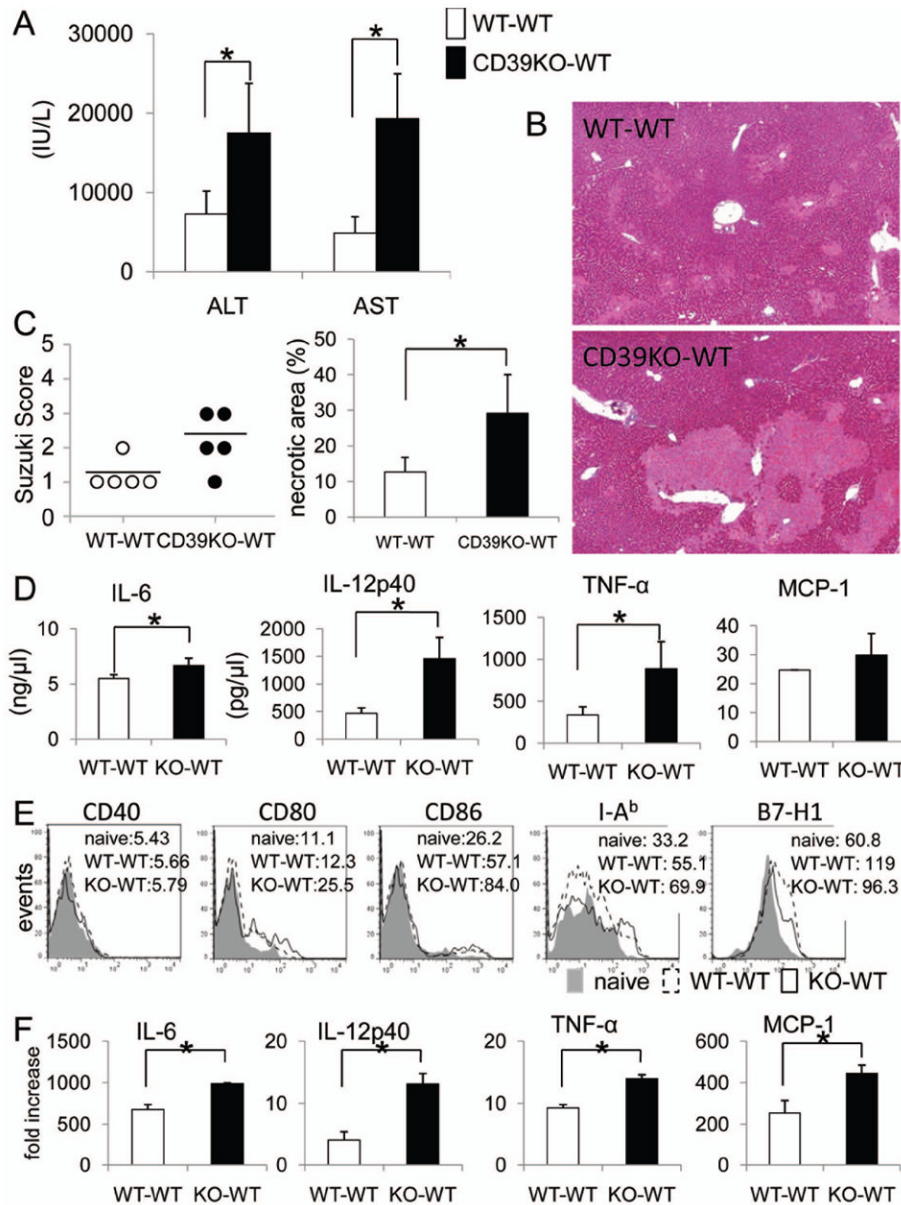 A
WT-WT
CD39KO-WT
(IU/L)
30000
20000
10000
0
*
*
ALT
AST
B
WT-WT
CD39KO-WT
C
Suzuki Score
5
4
3
2
1
0
WT-WT CD39KO-WT
necrotic area (%)
50
40
30
20
10
0
*
WT-WT
CD39KO-WT
D
IL-6
(ng/µl)
10
5
0
*
WT-WT KO-WT
IL-12p40
(pg/µl)
2000
1500
1000
500
0
*
WT-WT KO-WT
TNF-α
1500
1000
500
0
*
WT-WT KO-WT
MCP-1
40
30
20
10
0
WT-WT KO-WT
E
events
CD40
naive:5.43
WT-WT:5.66
KO-WT:5.79
CD80
naive:11.1
WT-WT:12.3
KO-WT:25.5
CD86
naive:26.2
WT-WT:57.1
KO-WT:84.0
I-Aᵇ
naive: 33.2
WT-WT: 55.1
KO-WT: 69.9
B7-H1
naive: 60.8
WT-WT: 119
KO-WT: 96.3
naive WT-WT KO-WT
F
fold increase
IL-6
1500
1000
500
0
*
WT-WT KO-WT
IL-12p40
20
10
0
*
WT-WT KO-WT
TNF-α
20
10
0
*
WT-WT KO-WT
MCP-1
600
400
200
0
*
WT-WT KO-WT